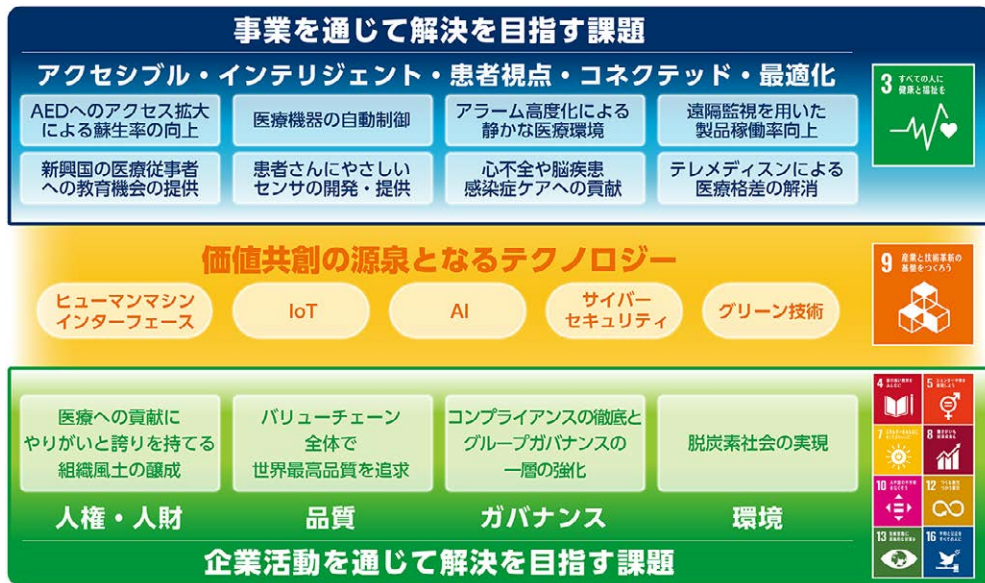 事業を通じて解決を目指す課題
アクセシブル・インテリジェント・患者視点・コネクテッド・最適化
AEDへのアクセス拡大
による蘇生率の向上
医療機器の自動制御
アラーム高度化による
静かな医療環境
遠隔監視を用いた
製品稼働率向上
新興国の医療従事者
への教育機会の提供
患者さんにやさしい
センサの開発・提供
心不全や脳疾患
感染症ケアへの貢献
テレメディスンによる
医療格差の解消
3 すべての人に
健康と福祉を
価値共創の源泉となるテクノロジー
ヒューマンマシン
インターフェース
IoT
AI
サイバー
セキュリティ
グリーン技術
9 産業と技術革新の
基盤をつくろう
医療への貢献に
やりがいと誇りを持てる
組織風土の醸成
バリューチェーン
全体で
世界最高品質を追求
コンプライアンスの徹底と
グループガバナンスの
一層の強化
脱炭素社会の実現
人権・人財
品質
ガバナンス
環境
企業活動を通じて解決を目指す課題
4
5
7
8
10
12
13
16